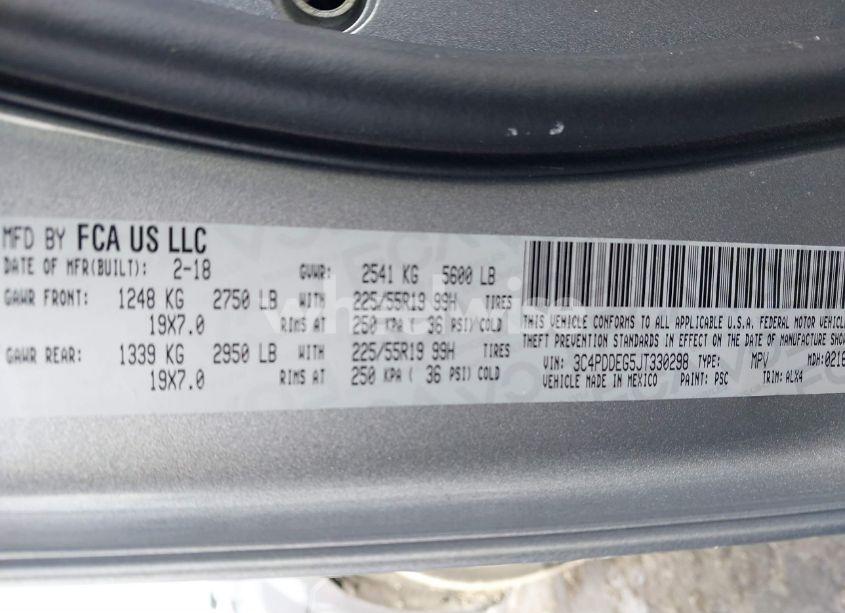 MFD BY FCA US LLC
DATE OF MFR(BUILT): 2-18 GVWR: 2541 KG 5600 LB
GAWR FRONT: 1248 KG 2750 LB WITH 225/55R19 99H TIRES
19X7.0 RIMS AT 250 KPA ( 36 PSI) COLD
GAWR REAR: 1339 KG 2950 LB WITH 225/55R19 99H TIRES
19X7.0 RIMS AT 250 KPA ( 36 PSI) COLD
THIS VEHICLE CONFORMS TO ALL APPLICABLE U.S.A. FEDERAL MOTOR VEHICLE
THEFT PREVENTION STANDARDS IN EFFECT ON THE DATE OF MANUFACTURE
VIN: 3C4PDDEG5JT330298 TYPE: MPV MDH:
VEHICLE MADE IN MEXICO PAINT: PSC TRIM: ALX4